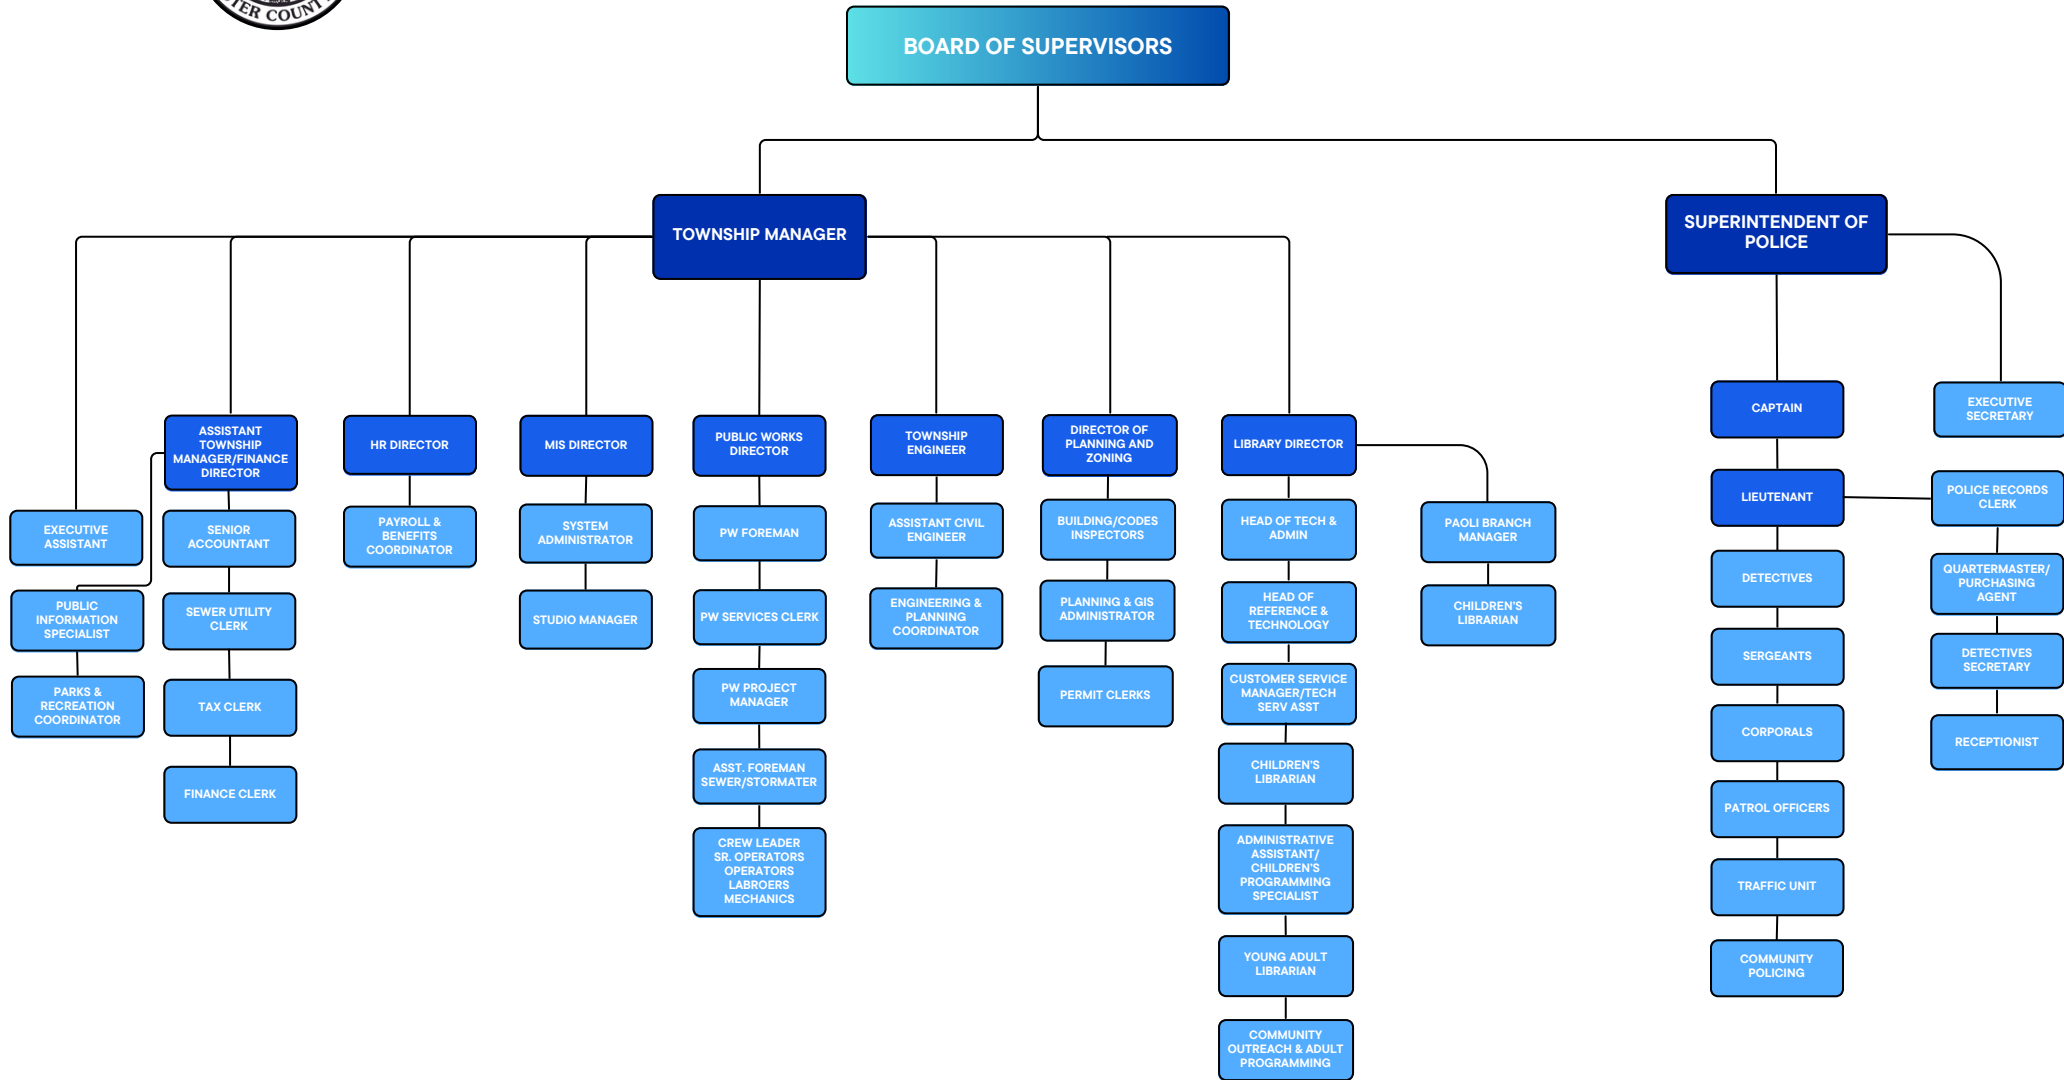 TER COUNT
BOARD OF SUPERVISORS
TOWNSHIP MANAGER
SUPERINTENDENT OF
POLICE
ASSISTANT
TOWNSHIP
MANAGER/FINANCE
DIRECTOR
HR DIRECTOR
MIS DIRECTOR
PUBLIC WORKS
DIRECTOR
TOWNSHIP
ENGINEER
DIRECTOR OF
PLANNING AND
ZONING
LIBRARY DIRECTOR
CAPTAIN
EXECUTIVE
SECRETARY
EXECUTIVE
ASSISTANT
PUBLIC
INFORMATION
SPECIALIST
PARKS &
RECREATION
COORDINATOR
SENIOR
ACCOUNTANT
SEWER UTILITY
CLERK
TAX CLERK
FINANCE CLERK
PAYROLL &
BENEFITS
COORDINATOR
SYSTEM
ADMINISTRATOR
STUDIO MANAGER
PW FOREMAN
PW SERVICES CLERK
PW PROJECT
MANAGER
ASST. FOREMAN
SEWER/STORMATER
CREW LEADER
SR. OPERATORS
OPERATORS
LABROERS
MECHANICS
ASSISTANT CIVIL
ENGINEER
ENGINEERING &
PLANNING
COORDINATOR
BUILDING/CODES
INSPECTORS
PLANNING & GIS
ADMINISTRATOR
PERMIT CLERKS
HEAD OF TECH &
ADMIN
HEAD OF
REFERENCE &
TECHNOLOGY
CUSTOMER SERVICE
MANAGER/TECH
SERV ASST
CHILDREN'S
LIBRARIAN
ADMINISTRATIVE
ASSISTANT/
CHILDREN'S
PROGRAMMING
SPECIALIST
YOUNG ADULT
LIBRARIAN
COMMUNITY
OUTREACH & ADULT
PROGRAMMING
PAOLI BRANCH
MANAGER
CHILDREN'S
LIBRARIAN
LIEUTENANT
DETECTIVES
SERGEANTS
CORPORALS
PATROL OFFICERS
TRAFFIC UNIT
COMMUNITY
POLICING
POLICE RECORDS
CLERK
QUARTERMASTER/
PURCHASING
AGENT
DETECTIVES
SECRETARY
RECEPTIONIST